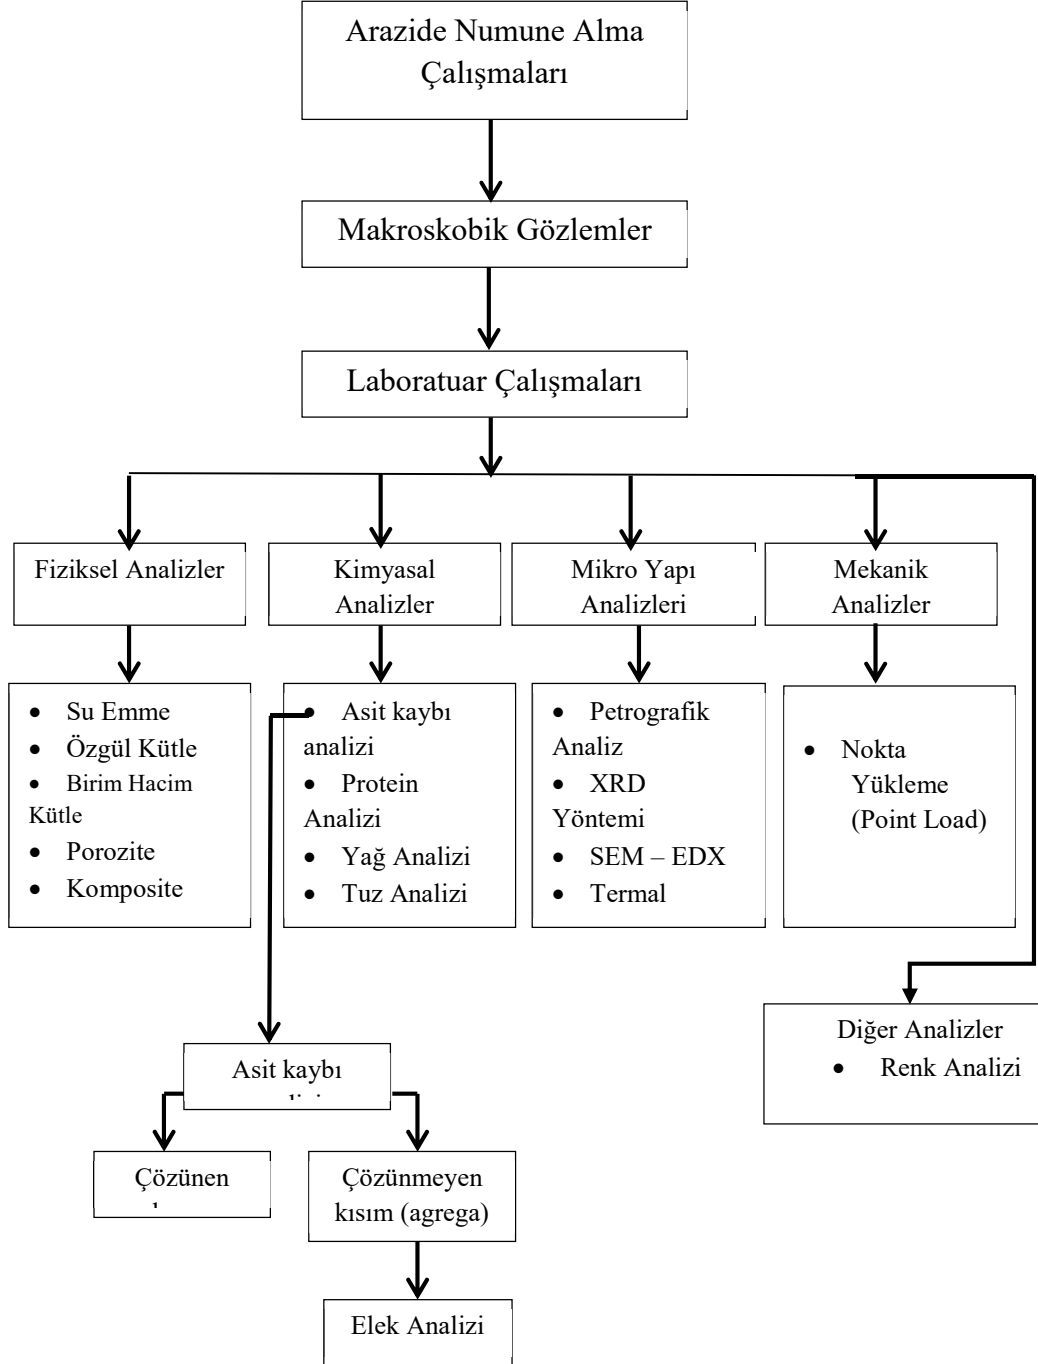 Arazide Numune Alma
Çalışmaları
Makroskobik Gözlemler
Laboratuar Çalışmaları
Fiziksel Analizler
Kimyasal
Analizler
Mikro Yapı
Analizleri
Mekanik
Analizler
• Su Emme
• Özgül Kütle
• Birim Hacim
Kütle
• Porozite
• Komposite
• Asit kaybı
analizi
• Protein
Analizi
• Yağ Analizi
• Tuz Analizi
• Petrografik
Analiz
• XRD
Yöntemi
• SEM – EDX
• Termal
• Nokta
Yükleme
(Point Load)
Diğer Analizler
• Renk Analizi
Asit kaybı
Çözünen
Çözünmeyen
kısım (agrega)
Elek Analizi